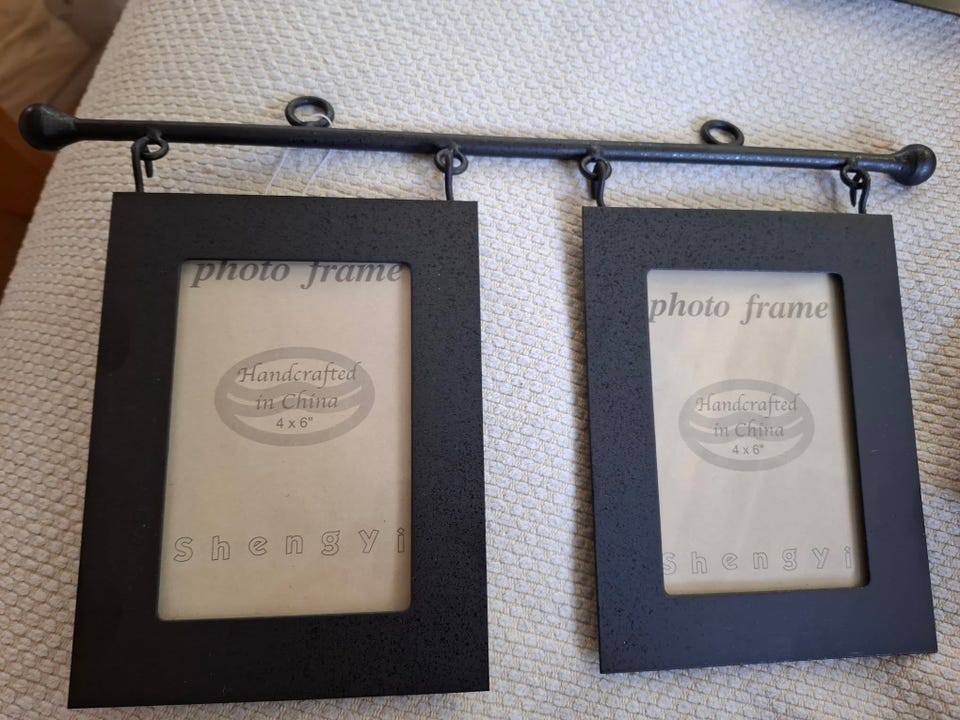 photo frame
Handcrafted
in China
4 x 6"
Shengyi
photo frame
Handcrafted
in China
4 x 6"
Shengyi